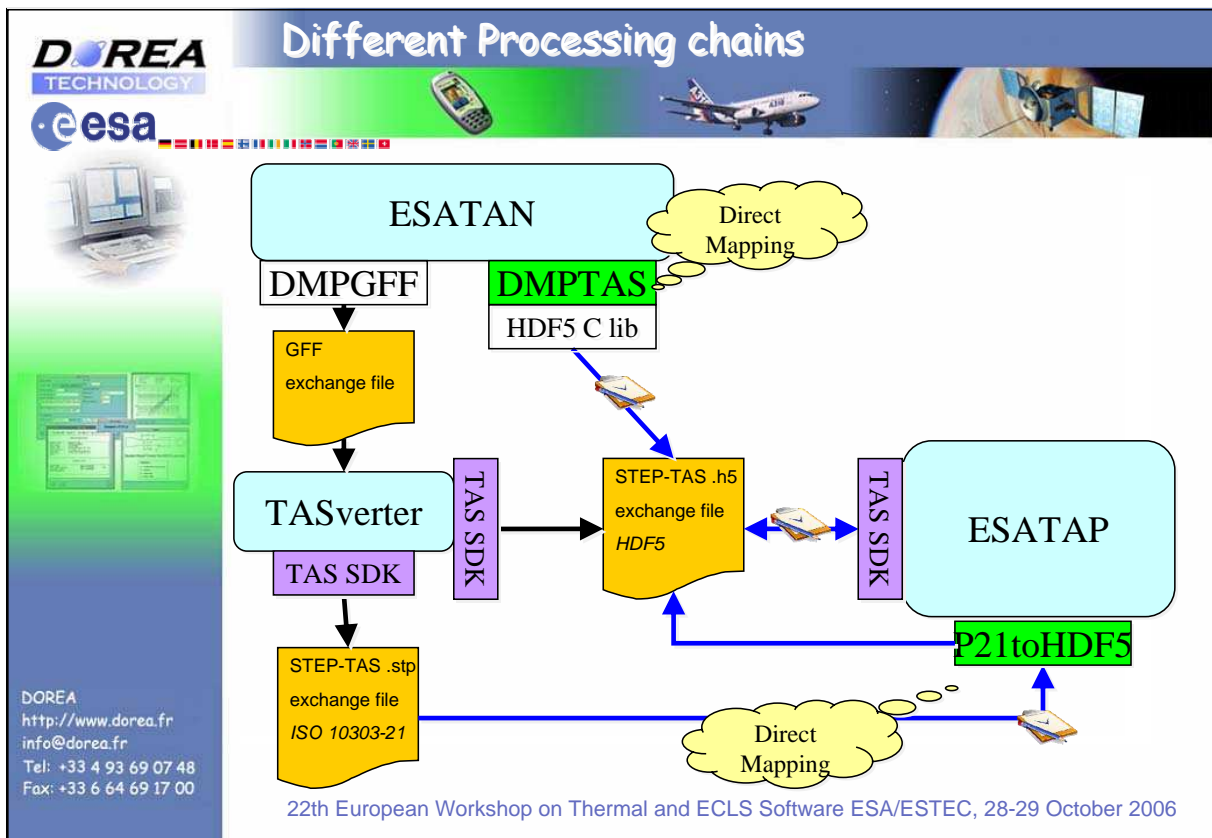 Different Processing chains
DOREA
TECHNOLOGY
esa
ESATAN
Direct
Mapping
DMPGFF
DMPTAS
HDF5 C lib
GFF
exchange file
TASverter
TAS SDK
TAS SDK
STEP-TAS .h5
exchange file
HDF5
TAS SDK
ESATAP
P21toHDF5
STEP-TAS .stp
exchange file
ISO 10303-21
Direct
Mapping
DOREA
http://www.dorea.fr
info@dorea.fr
Tel: +33 4 93 69 07 48
Fax: +33 6 64 69 17 00
22th European Workshop on Thermal and ECLS Software ESA/ESTEC, 28-29 October 2006